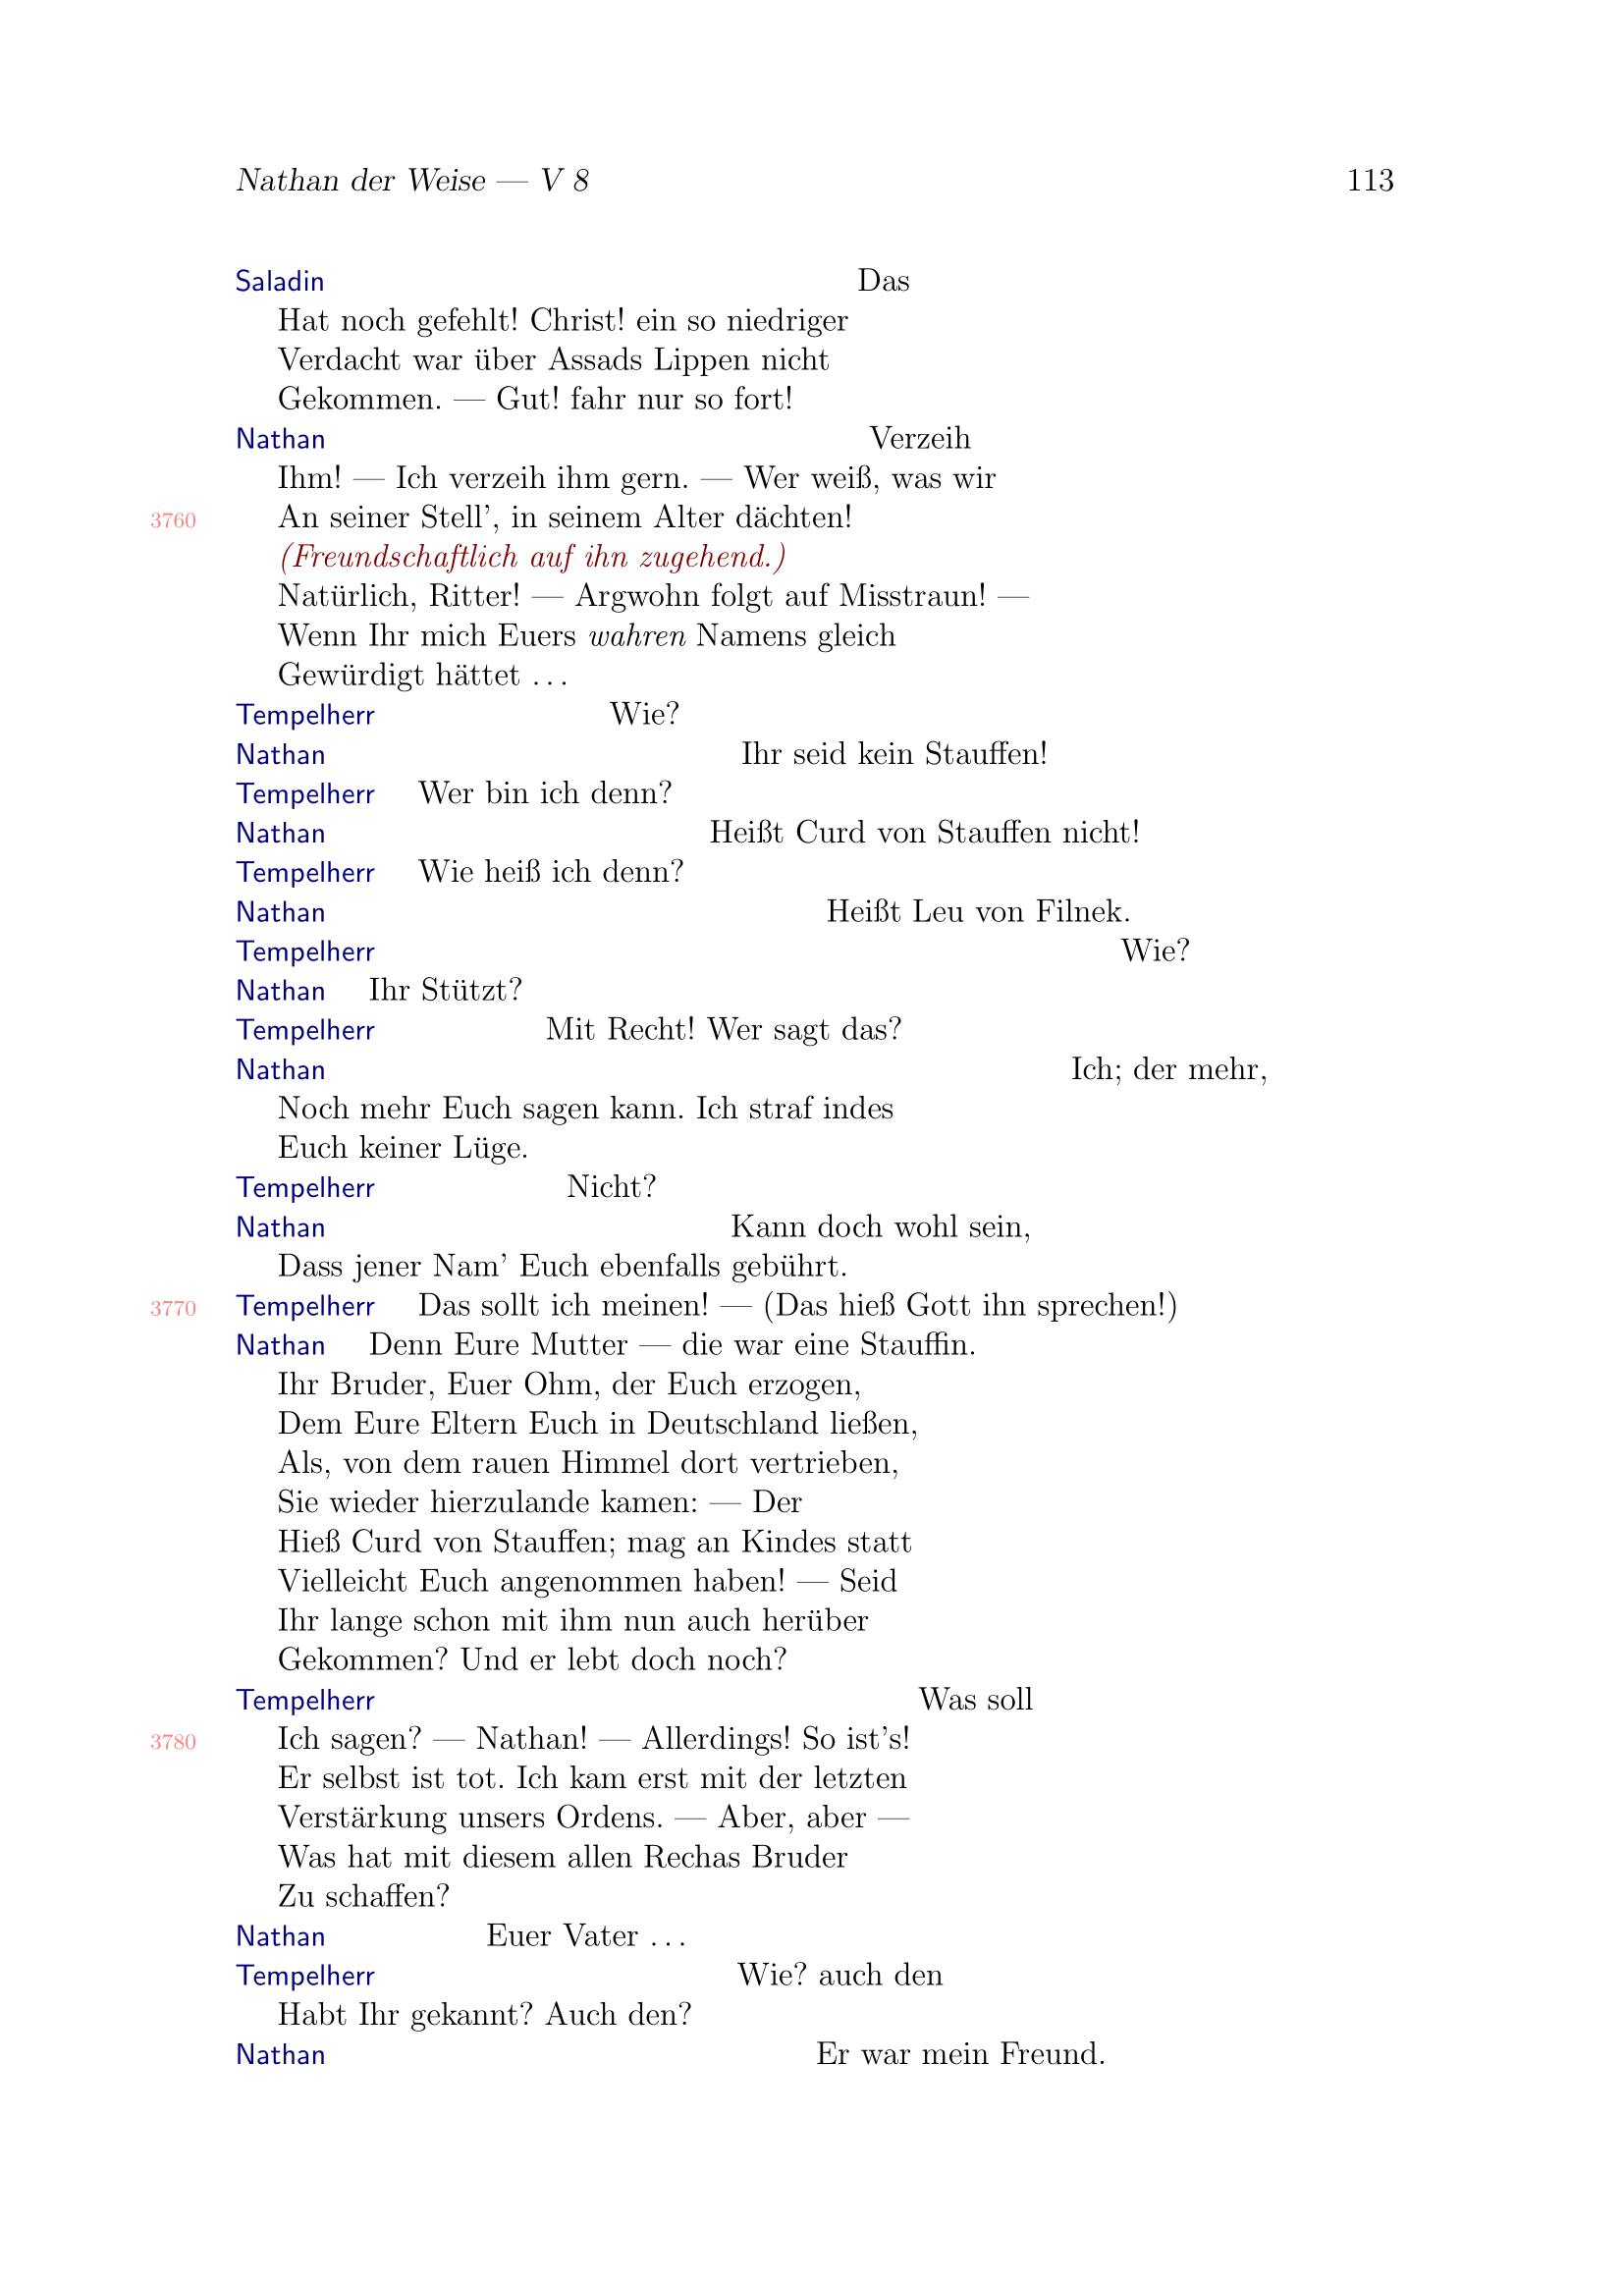 Nathan der Weise — V 8 113
Saladin Das
Hat noch gefehlt! Christ! ein so niedriger
Verdacht war über Assads Lippen nicht
Gekommen. — Gut! fahr nur so fort!
Nathan Verzeih
Ihm! — Ich verzeih ihm gern. — Wer weiß, was wir
3760 An seiner Stell’, in seinem Alter dächten!
(Freundschaftlich auf ihn zugehend.)
Natürlich, Ritter! — Argwohn folgt auf Misstraun! —
Wenn Ihr mich Euers wahren Namens gleich
Gewürdigt hättet …
Tempelherr Wie?
Nathan Ihr seid kein Stauffen!
Tempelherr Wer bin ich denn?
Nathan Heißt Curd von Stauffen nicht!
Tempelherr Wie heiß ich denn?
Nathan Heißt Leu von Filnek.
Tempelherr Wie?
Nathan Ihr Stützt?
Tempelherr Mit Recht! Wer sagt das?
Nathan Ich; der mehr,
Noch mehr Euch sagen kann. Ich straf indes
Euch keiner Lüge.
Tempelherr Nicht?
Nathan Kann doch wohl sein,
Dass jener Nam’ Euch ebenfalls gebührt.
3770 Tempelherr Das sollt ich meinen! — (Das hieß Gott ihn sprechen!)
Nathan Denn Eure Mutter — die war eine Stauffin.
Ihr Bruder, Euer Ohm, der Euch erzogen,
Dem Eure Eltern Euch in Deutschland ließen,
Als, von dem rauen Himmel dort vertrieben,
Sie wieder hierzulande kamen: — Der
Hieß Curd von Stauffen; mag an Kindes statt
Vielleicht Euch angenommen haben! — Seid
Ihr lange schon mit ihm nun auch herüber
Gekommen? Und er lebt doch noch?
Tempelherr Was soll
3780 Ich sagen? — Nathan! — Allerdings! So ist’s!
Er selbst ist tot. Ich kam erst mit der letzten
Verstärkung unsers Ordens. — Aber, aber —
Was hat mit diesem allen Rechas Bruder
Zu schaffen?
Nathan Euer Vater …
Tempelherr Wie? auch den
Habt Ihr gekannt? Auch den?
Nathan Er war mein Freund.